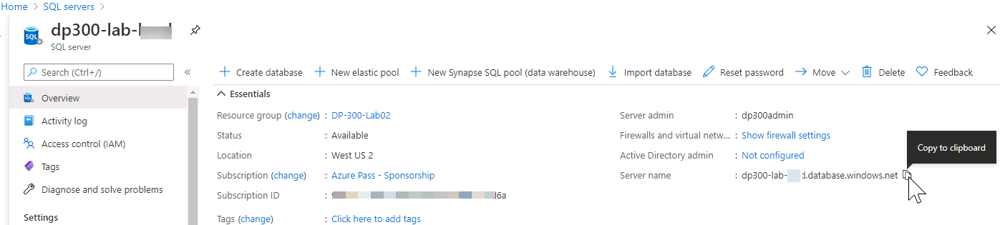 Home > SQL servers >
dp300-lab-
SQL server
Search (Ctrl+/)
«
Create database
New elastic pool
New Synapse SQL pool (data warehouse)
Import database
Reset password
Move
Delete
Feedback
Overview
Activity log
Access control (IAM)
Tags
Diagnose and solve problems
Settings
Essentials
Resource group (change) : DP-300-Lab02
Status : Available
Location : West US 2
Subscription (change) : Azure Pass - Sponsorship
Subscription ID : d6a
Tags (change) : Click here to add tags
Server admin : dp300admin
Firewalls and virtual netw... : Show firewall settings
Active Directory admin : Not configured
Server name : dp300-lab- d.database.windows.net
Copy to clipboard